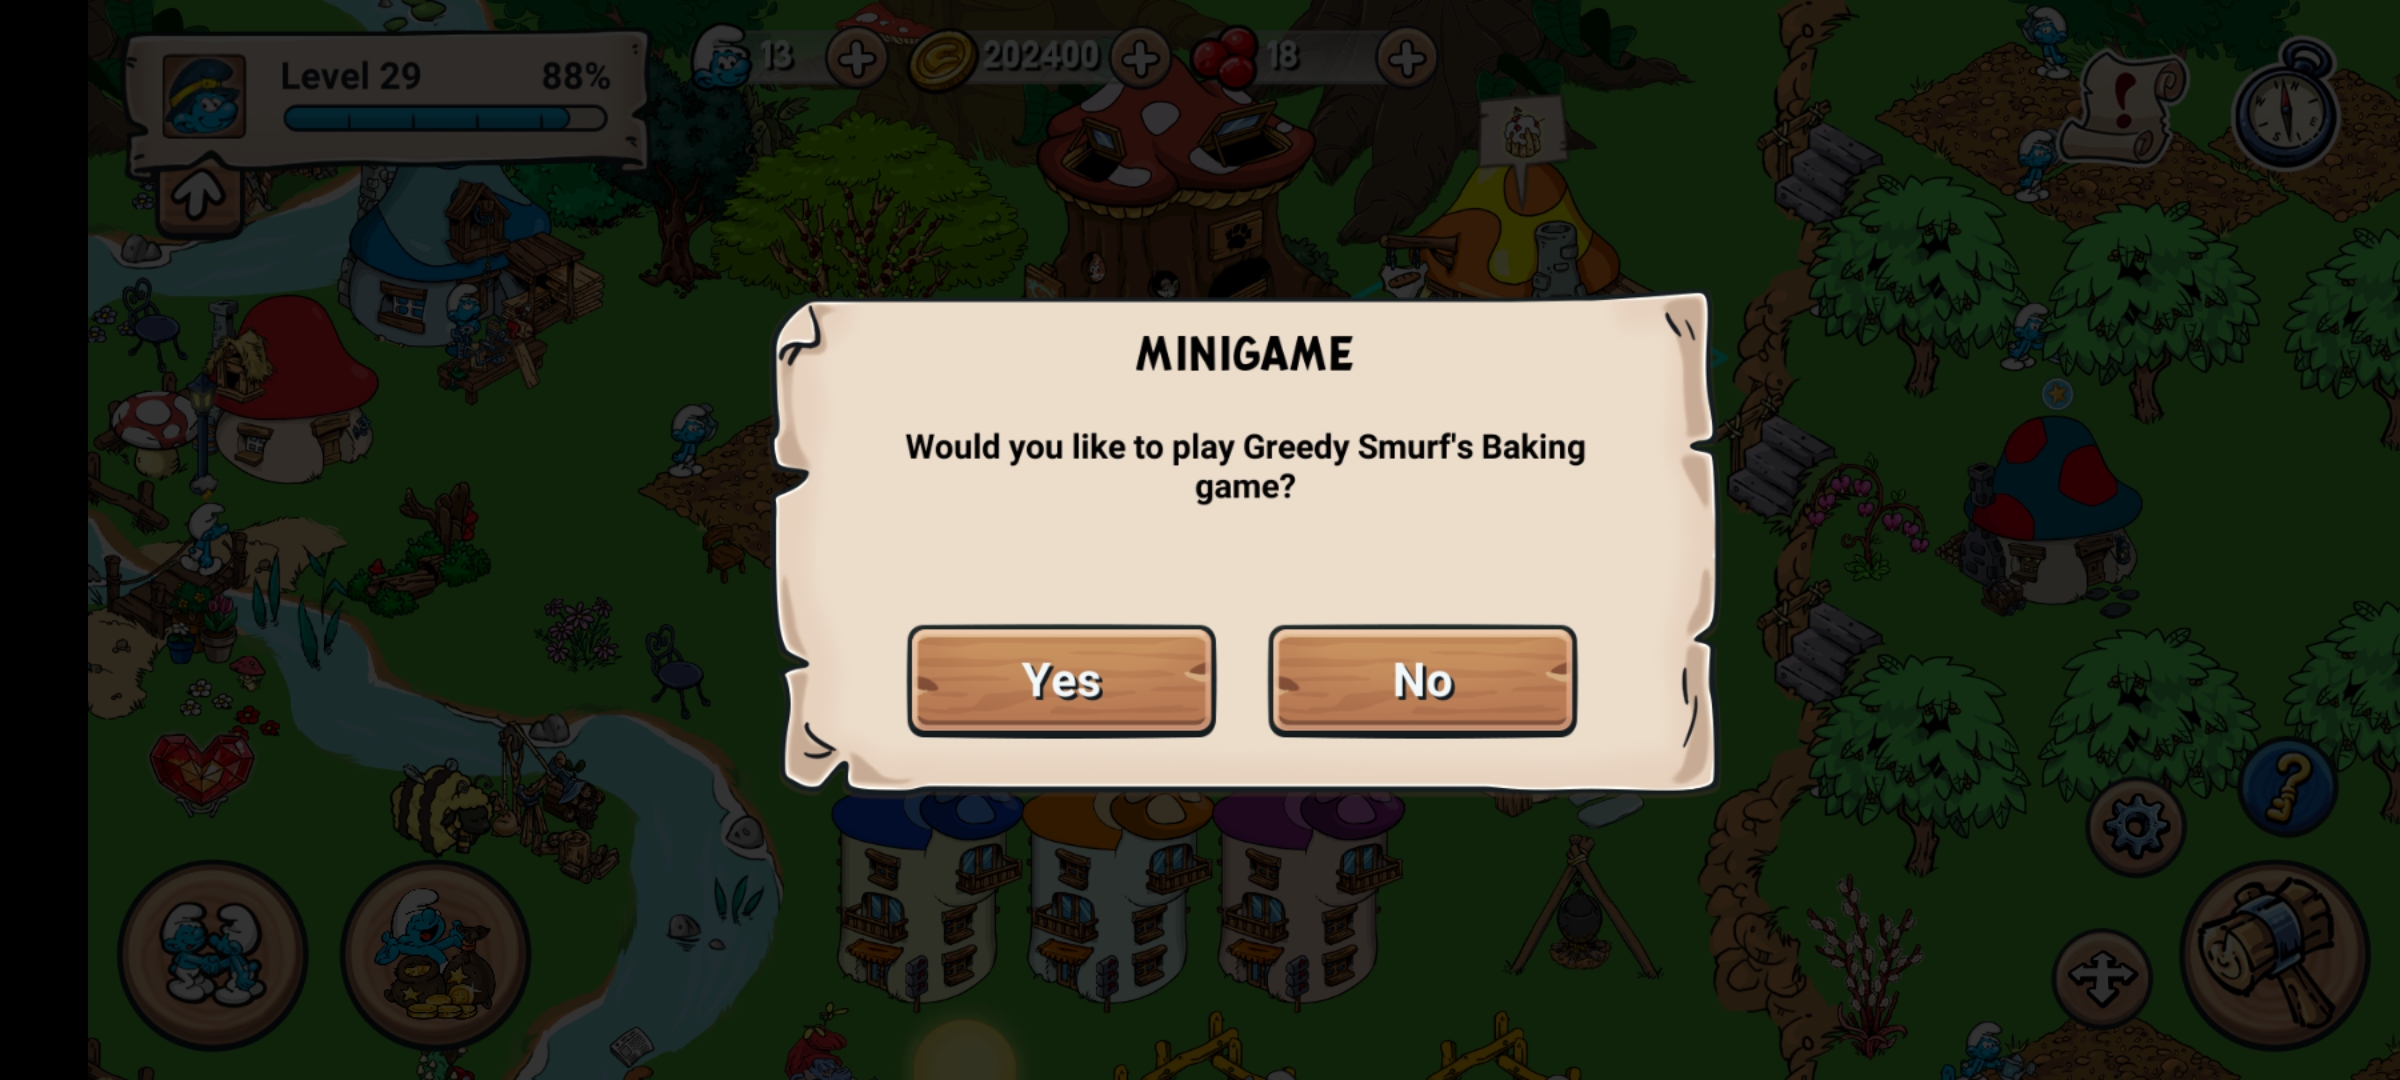 Level 29
88%
13
202400
18
MINIGAME
Would you like to play Greedy Smurf's Baking
game?
Yes
No